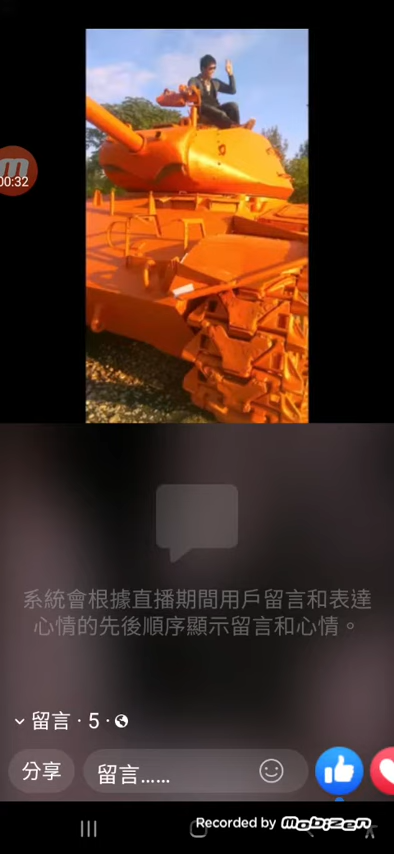 00:32
系統會根據直播期間用戶留言和表達
心情的先後順序顯示留言和心情。
留言 · 5 ·
分享
留言......
Recorded by mobizen